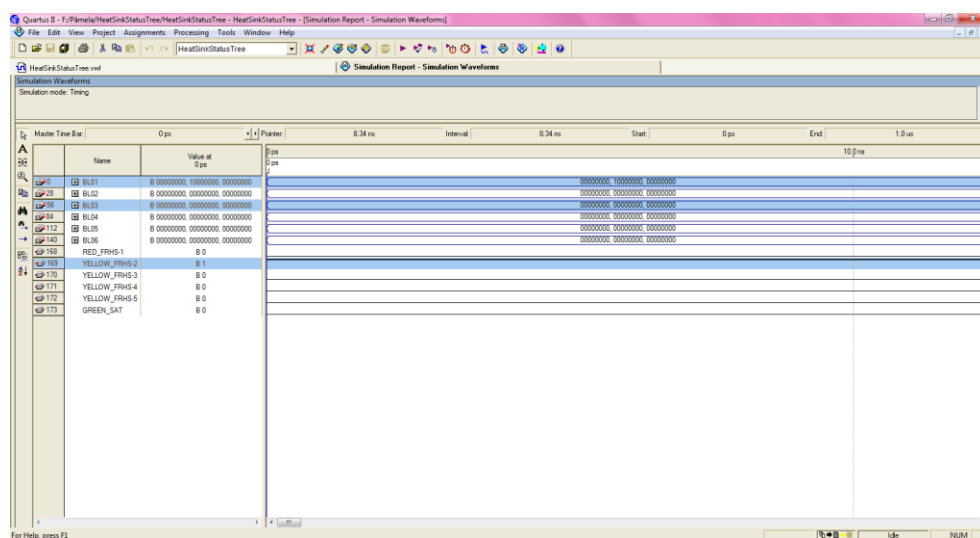 Quartus II - F:/Pâmela/HeatSinkStatusTree/HeatSinkStatusTree - HeatSinkStatusTree - [Simulation Report - Simulation Waveforms]
File Edit View Project Assignments Processing Tools Window Help
HeatSinkStatusTree
HeatSinkStatusTree.vwf Simulation Report - Simulation Waveforms
Simulation Waveforms
Simulation mode: Timing
Master Time Bar: 0 ps Pointer: 8.34 ns Interval: 8.34 ns Start: 0 ps End: 1.0 us
Name Value at 0 ps 0 ps 10.0 ns
0 ps
0 BL01 B 00000000, 10000000, 00000000 00000000, 10000000, 00000000
28 BL02 B 00000000, 00000000, 00000000 00000000, 00000000, 00000000
56 BL03 B 00000000, 00000000, 00000000 00000000, 00000000, 00000000
84 BL04 B 00000000, 00000000, 00000000 00000000, 00000000, 00000000
112 BL05 B 00000000, 00000000, 00000000 00000000, 00000000, 00000000
140 BL06 B 00000000, 00000000, 00000000 00000000, 00000000, 00000000
168 RED_FRHS-1 B 0
169 YELLOW_FRHS-2 B 1
170 YELLOW_FRHS-3 B 0
171 YELLOW_FRHS-4 B 0
172 YELLOW_FRHS-5 B 0
173 GREEN_SAT B 0
For Help, press F1 Idle NUM